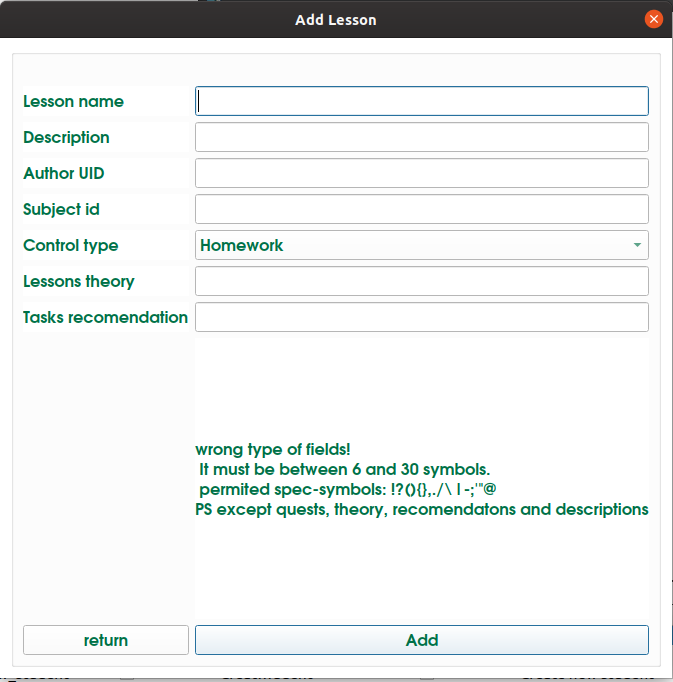 Add Lesson
Lesson name
Description
Author UID
Subject id
Control type
Homework
Lessons theory
Tasks recomendation
wrong type of fields!
It must be between 6 and 30 symbols.
permited spec-symbols: !?(){},./\ | -;'"@
PS except quests, theory, recomendatons and descriptions
return
Add